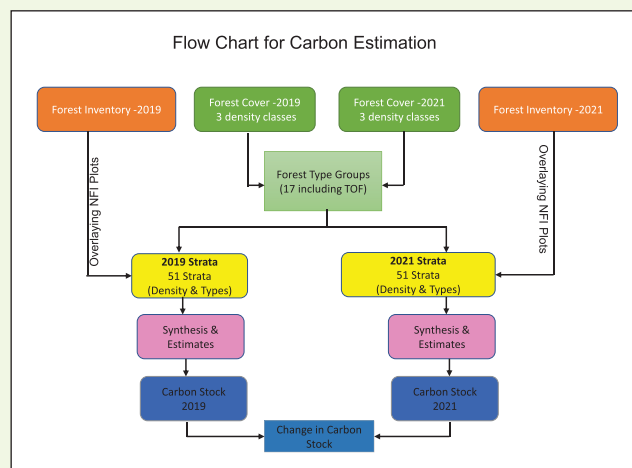 Flow Chart for Carbon Estimation
Forest Inventory -2019
Forest Cover -2019
3 density classes
Forest Cover -2021
3 density classes
Forest Inventory -2021
Overlaying NFI Plots
Forest Type Groups
(17 including TOF)
Overlaying NFI Plots
2019 Strata
51 Strata
(Density & Types)
2021 Strata
51 Strata
(Density & Types)
Synthesis &
Estimates
Synthesis &
Estimates
Carbon Stock
2019
Carbon Stock
2021
Change in Carbon
Stock